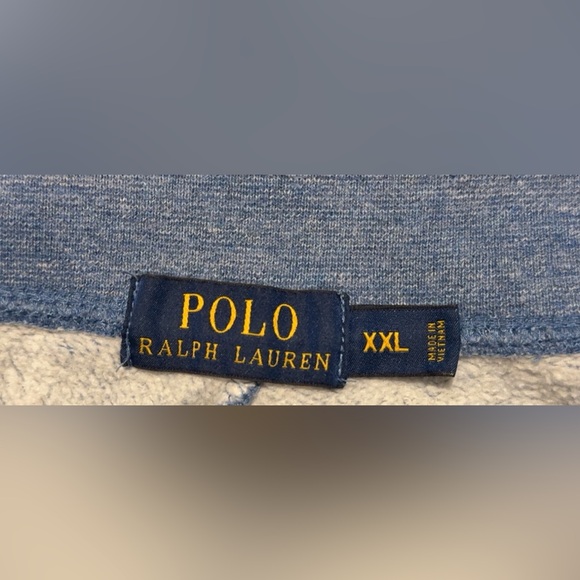 POLO
RALPH LAUREN
XXL
MADE IN
VIETNAM